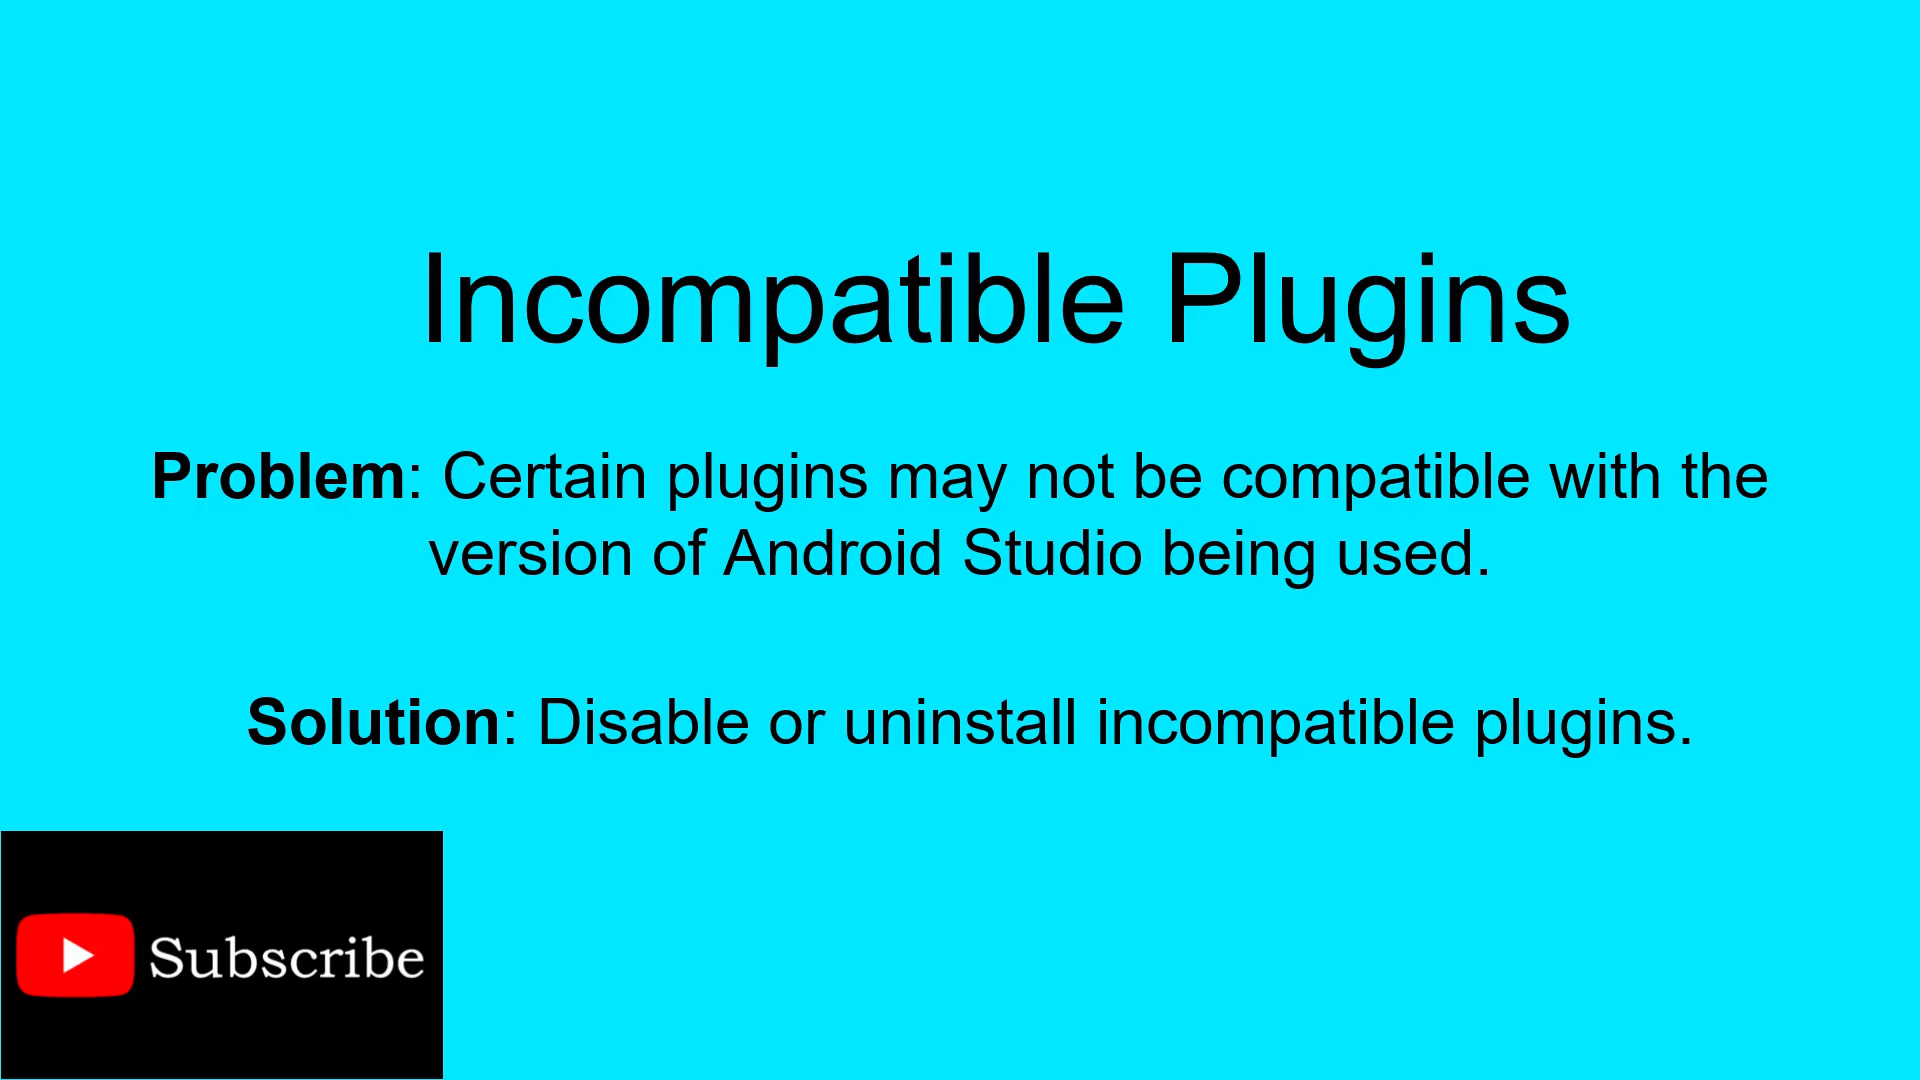 Incompatible Plugins
Problem: Certain plugins may not be compatible with the
version of Android Studio being used.
Solution: Disable or uninstall incompatible plugins.
Subscribe